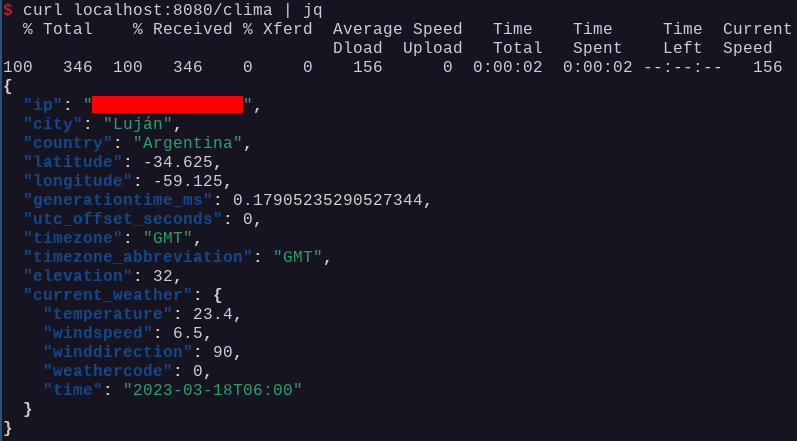 $ curl localhost:8080/clima | jq
  % Total    % Received % Xferd  Average Speed   Time    Time     Time  Current
                                 Dload  Upload   Total   Spent    Left  Speed
100   346  100   346    0     0    156      0  0:00:02  0:00:02 --:--:--   156
{
  "ip": "",
  "city": "Luján",
  "country": "Argentina",
  "latitude": -34.625,
  "longitude": -59.125,
  "generationtime_ms": 0.17905235290527344,
  "utc_offset_seconds": 0,
  "timezone": "GMT",
  "timezone_abbreviation": "GMT",
  "elevation": 32,
  "current_weather": {
    "temperature": 23.4,
    "windspeed": 6.5,
    "winddirection": 90,
    "weathercode": 0,
    "time": "2023-03-18T06:00"
  }
}